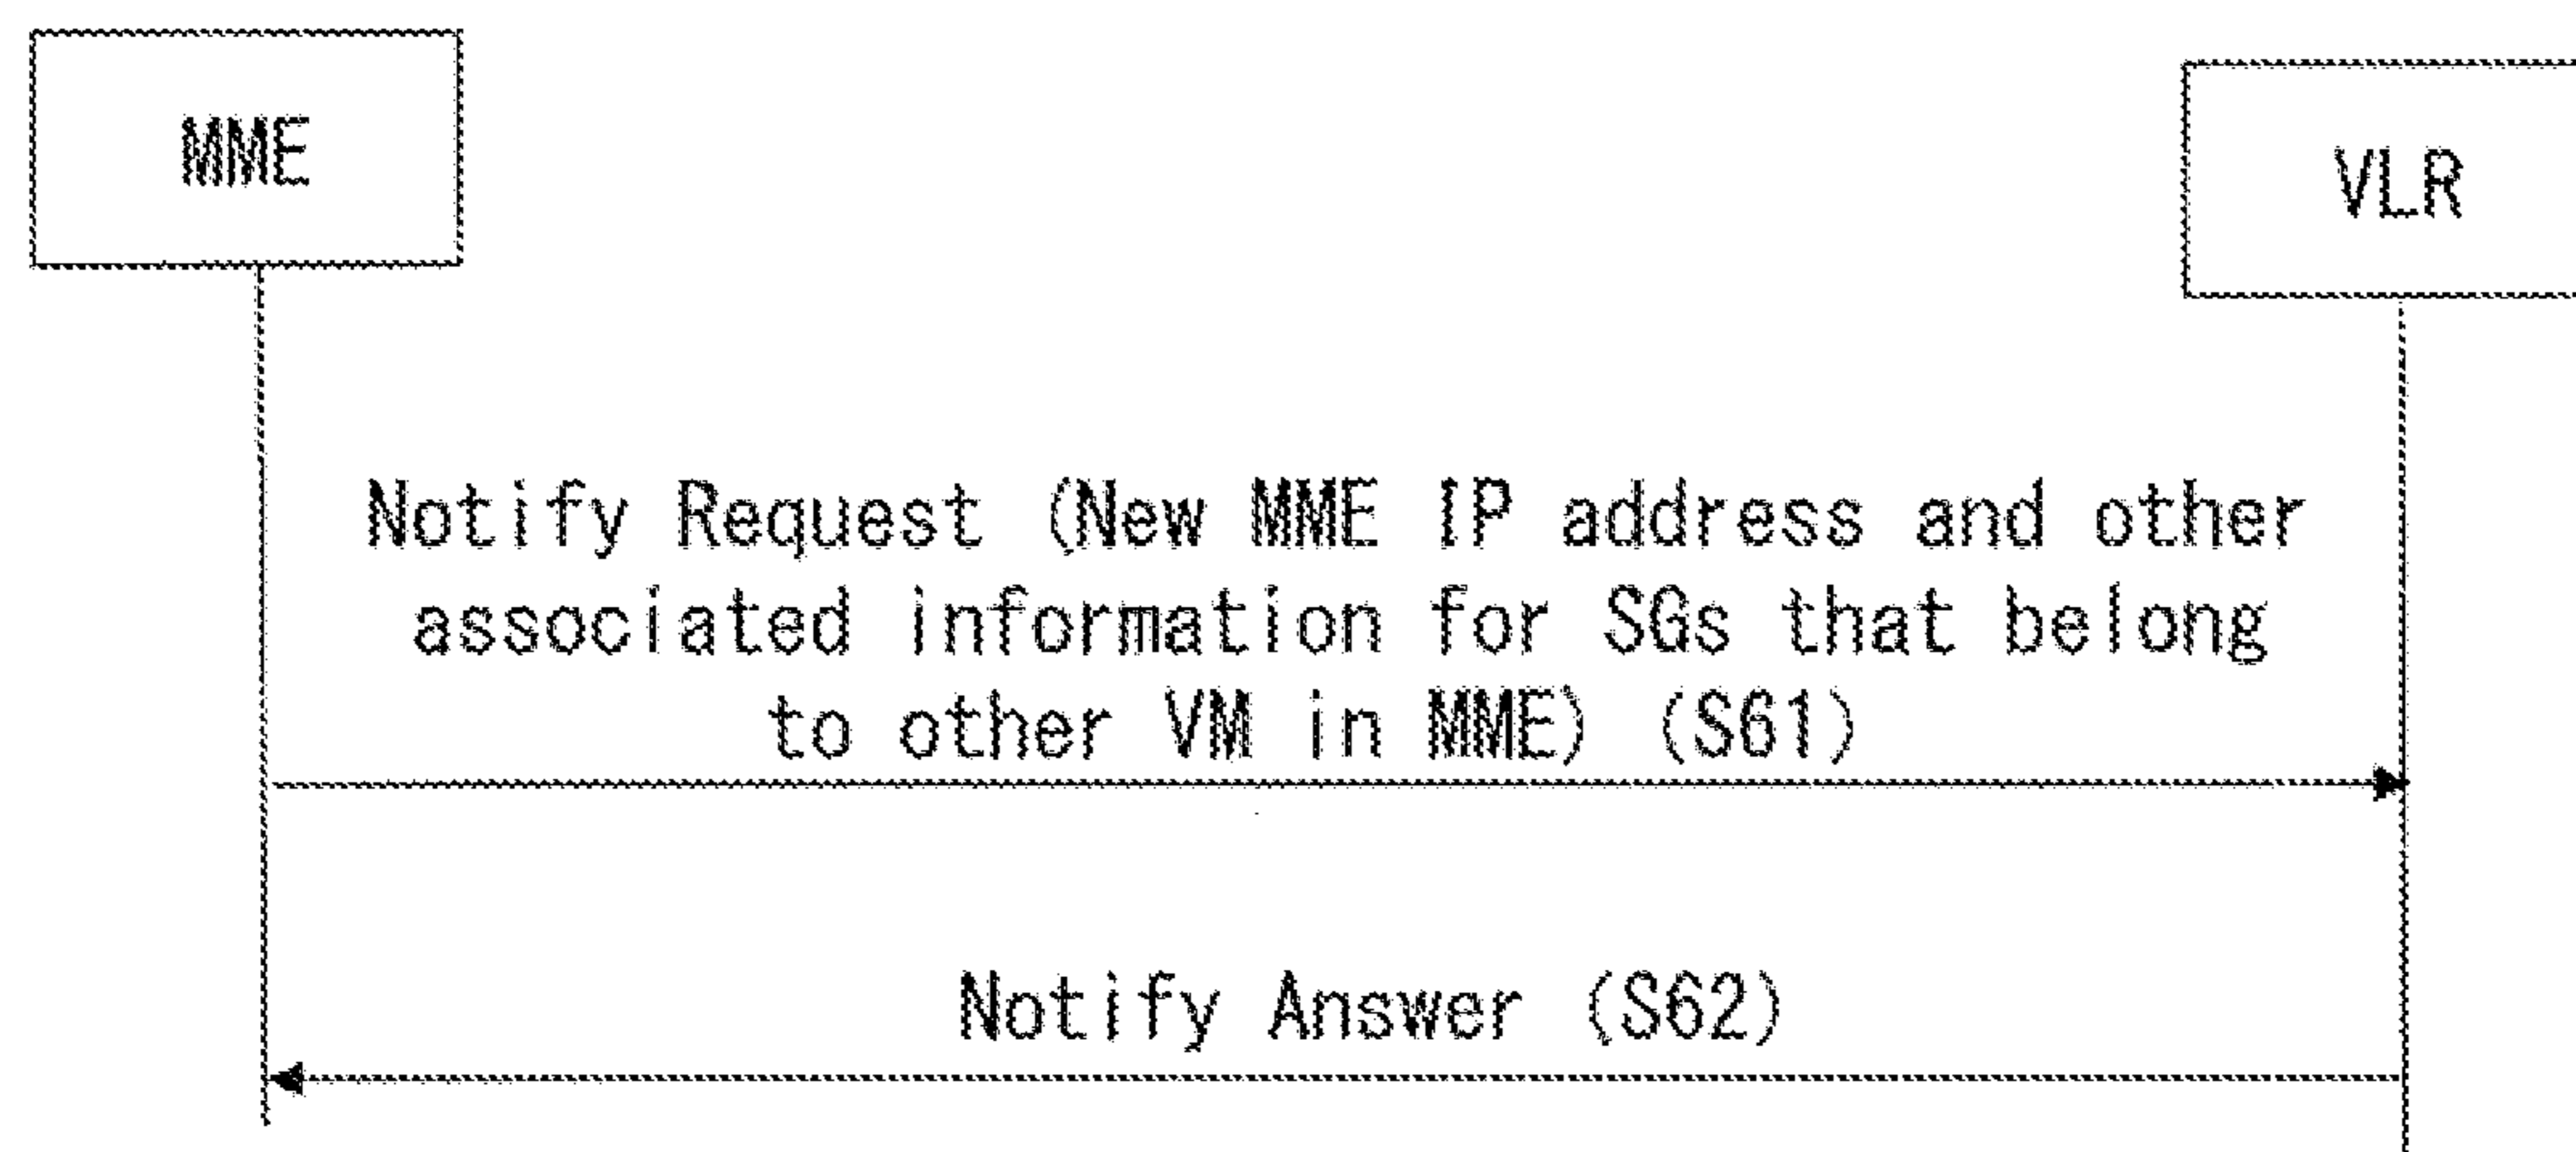 MME
VLR
Notify Request (New MME IP address and other
associated information for SGs that belong
to other VM in MME) (S61)
Notify Answer (S62)